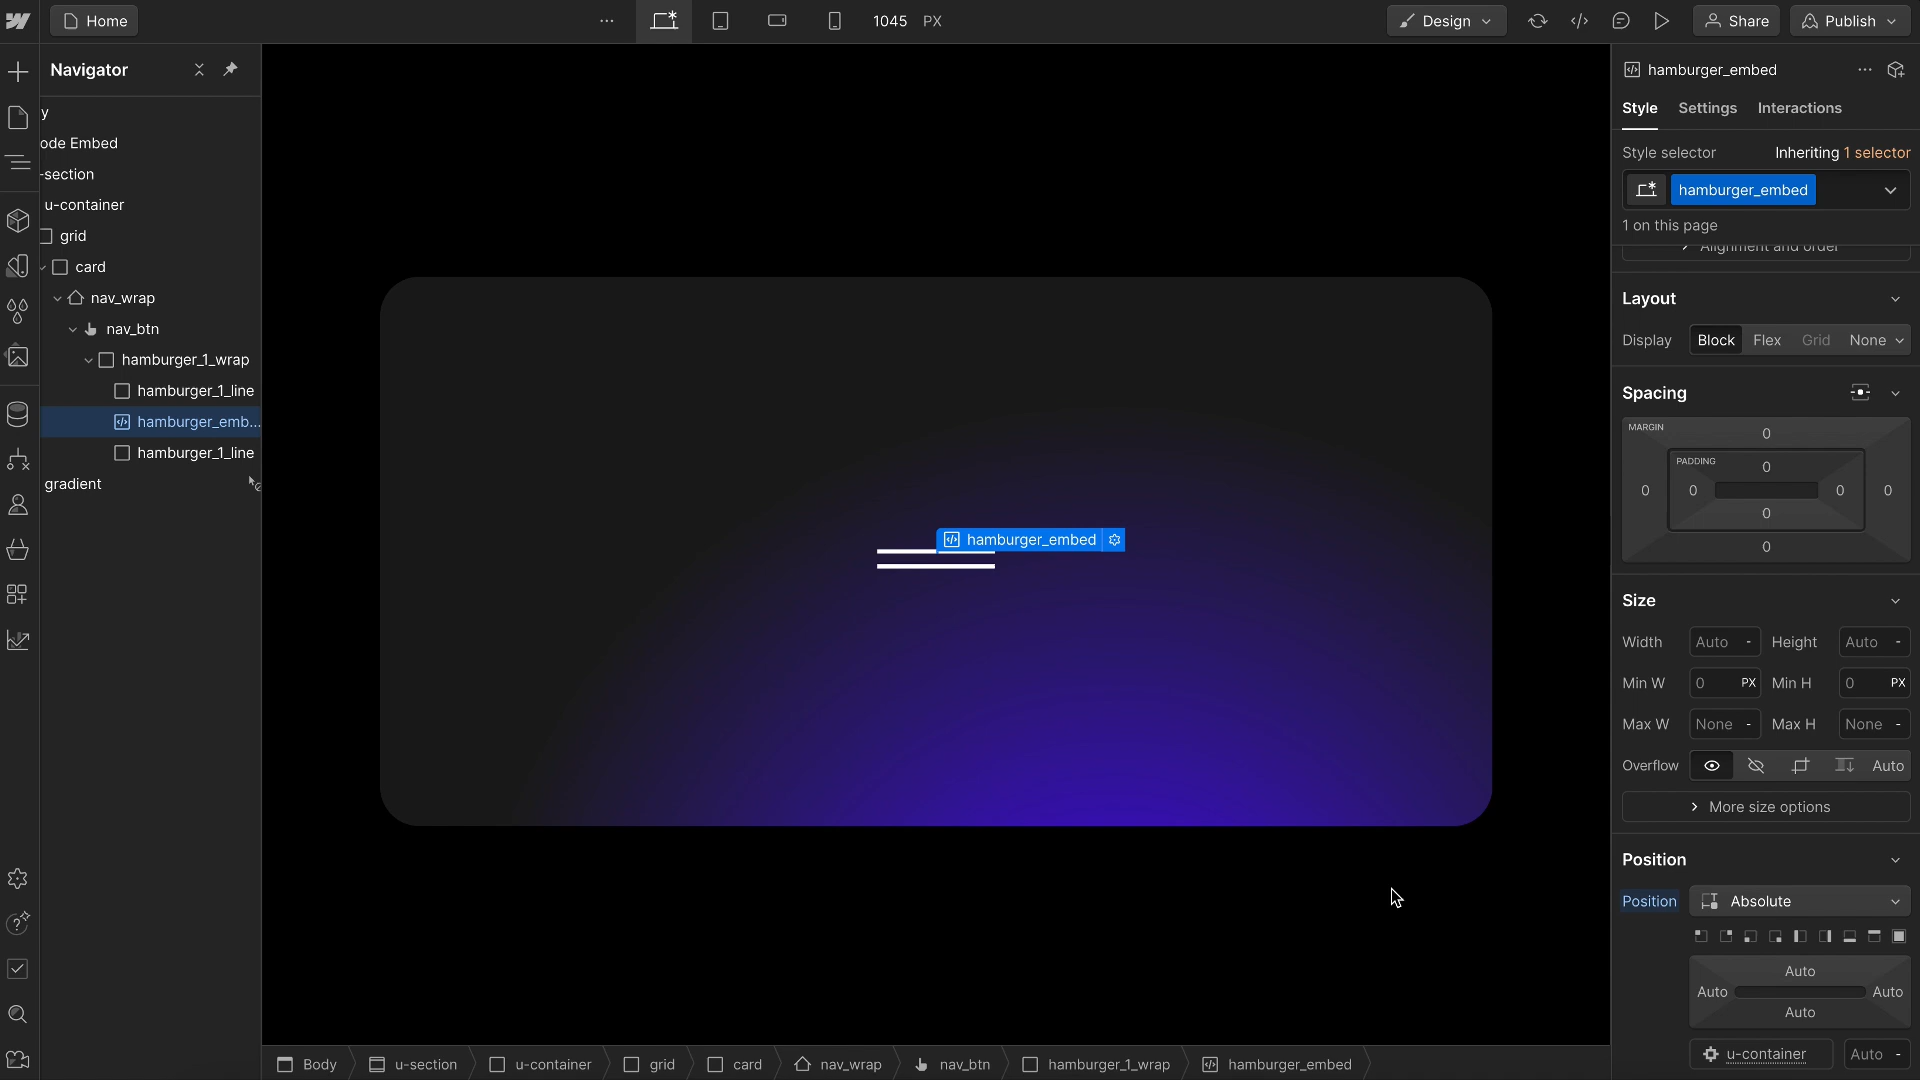 Home
1045 PX
Design
Share
Publish
Navigator
y
ode Embed
-section
u-container
grid
card
nav_wrap
nav_btn
hamburger_1_wrap
hamburger_1_line
hamburger_emb...
hamburger_1_line
gradient
hamburger_embed
hamburger_embed
Style Settings Interactions
Style selector Inheriting 1 selector
hamburger_embed
1 on this page
Alignment and order
Layout
Display Block Flex Grid None
Spacing
MARGIN
0
PADDING
0
0 0 0 0
0
0
Size
Width Auto - Height Auto -
Min W 0 PX Min H 0 PX
Max W None - Max H None -
Overflow Auto
More size options
Position
Position Absolute
Auto
Auto Auto
Auto
u-container Auto -
Body u-section u-container grid card nav_wrap nav_btn hamburger_1_wrap hamburger_embed